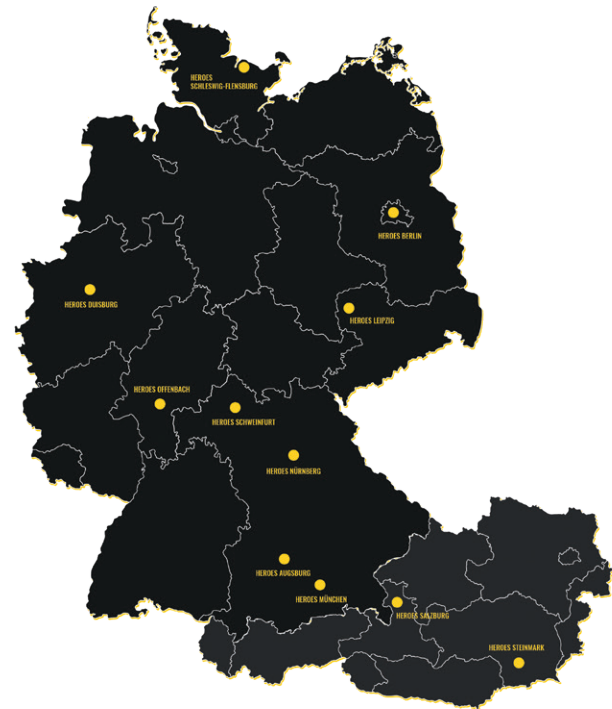 HEROES
SCHLESWIG-FLENSBURG
HEROES BERLIN
HEROES DUISBURG
HEROES LEIPZIG
HEROES OFFENBACH
HEROES SCHWEINFURT
HEROES NÜRNBERG
HEROES AUGSBURG
HEROES MÜNCHEN
HEROES SALZBURG
HEROES STEINMARK